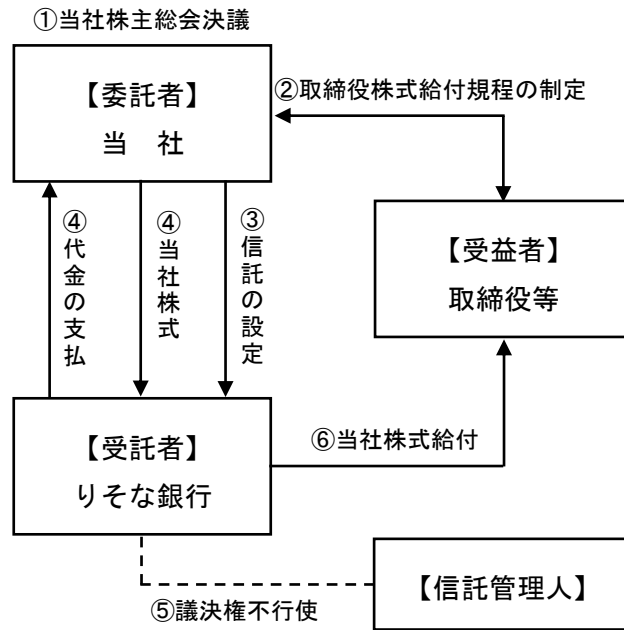 ①当社株主総会決議
【委託者】
当　社
②取締役株式給付規程の制定
④代金の支払
④当社株式
③信託の設定
【受益者】
取締役等
【受託者】
りそな銀行
⑥当社株式給付
⑤議決権不行使
【信託管理人】